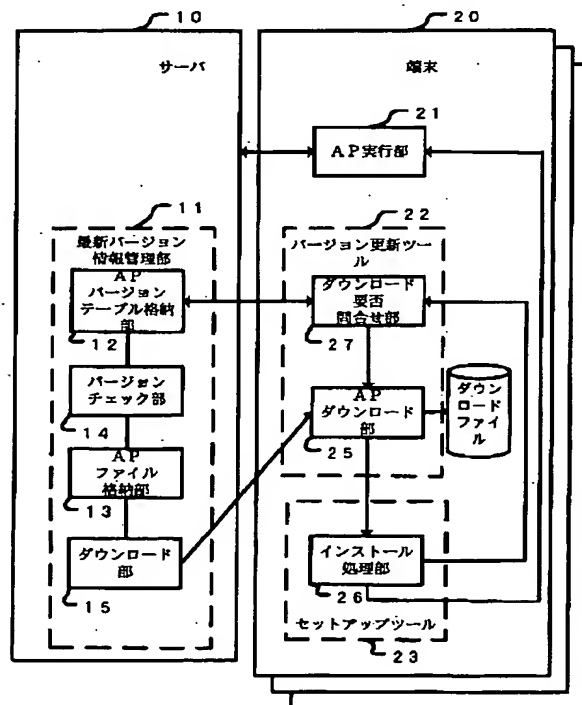 10
サーバ
11
最新バージョン
情報管理部
AP
バージョン
テーブル格納
部
12
バージョン
チェック部
14
AP
ファイル
格納部
13
ダウンロード
部
15
20
端末
21
AP実行部
22
バージョン更新ツー
ル
ダウンロード
要否
問合せ部
27
AP
ダウンロード
部
25
ダウン
ロード
ファイ
ル
インストール
処理部
26
セットアップツール
23